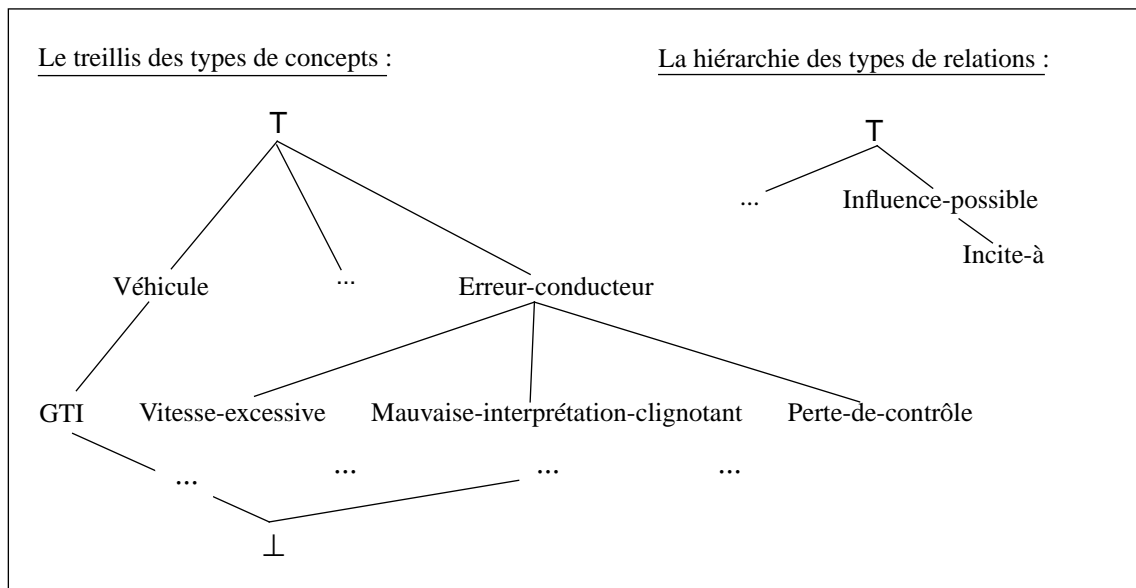 Le treillis des types de concepts :
La hiérarchie des types de relations :
T
T
...
Influence-possible
Incite-à
Véhicule
...
Erreur-conducteur
GTI
Vitesse-excessive
Mauvaise-interprétation-clignotant
Perte-de-contrôle
...
...
...
...
⊥